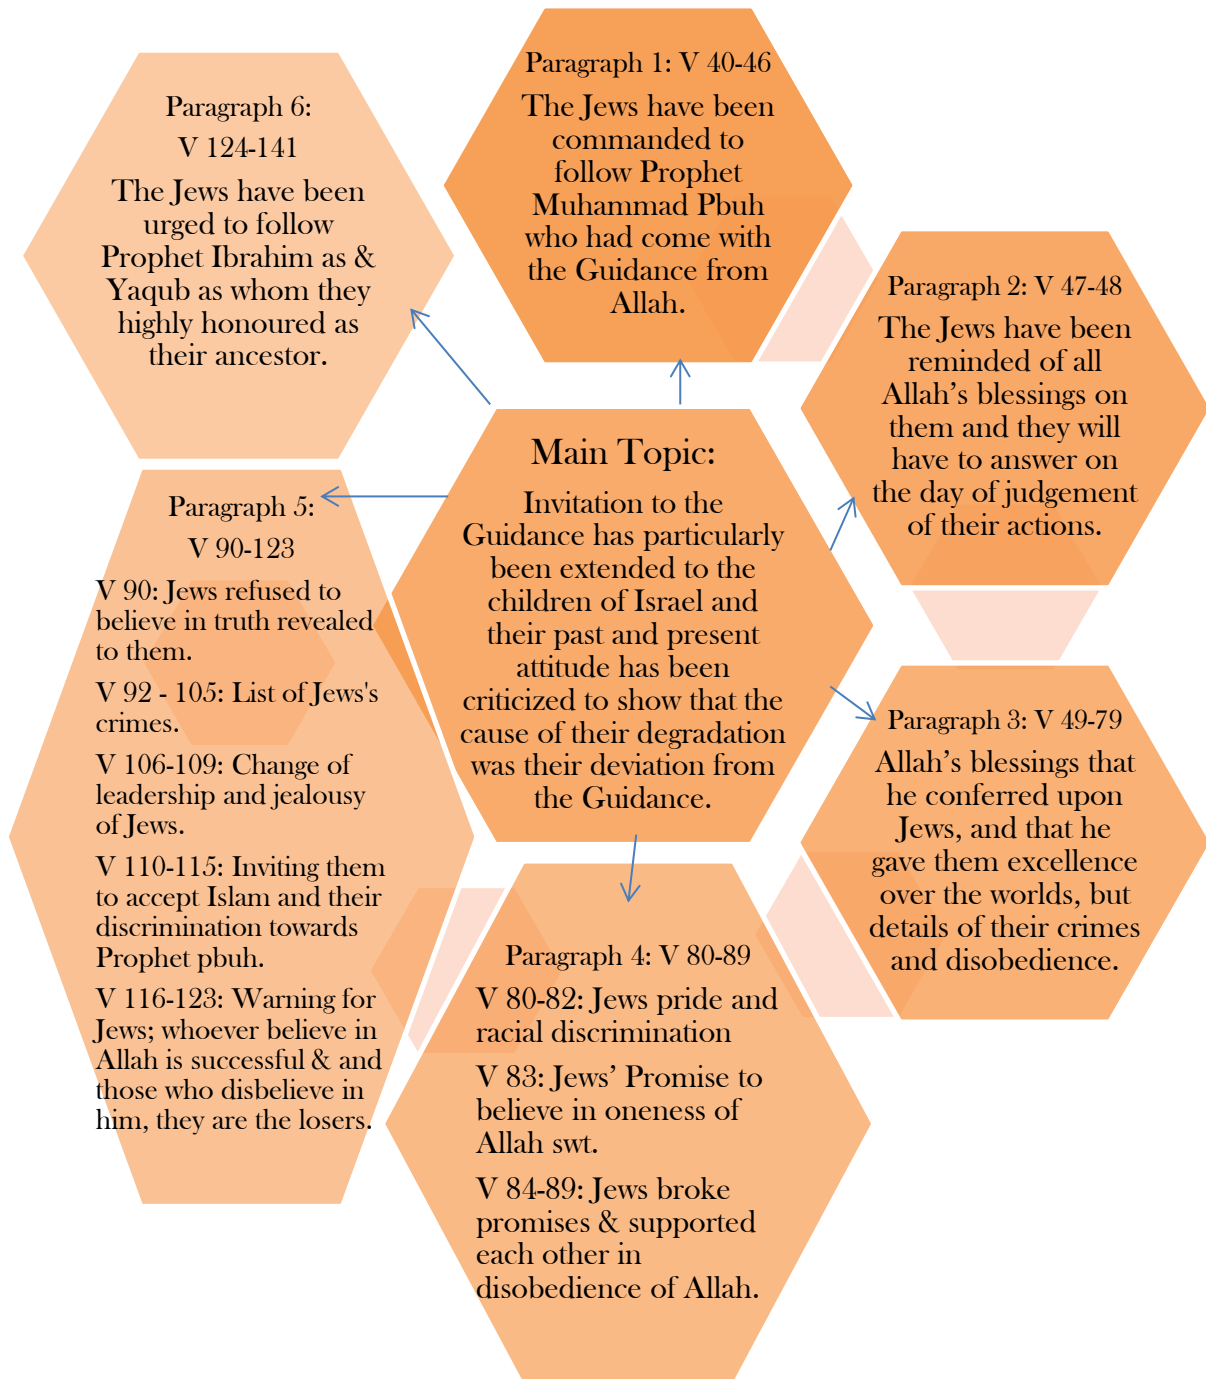 Paragraph 1: V 40-46
The Jews have been
commanded to
follow Prophet
Muhammad Pbuh
who had come with
the Guidance from
Allah.
Paragraph 2: V 47-48
The Jews have been
reminded of all
Allah’s blessings on
them and they will
have to answer on
the day of judgement
of their actions.
Paragraph 3: V 49-79
Allah’s blessings that
he conferred upon
Jews, and that he
gave them excellence
over the worlds, but
details of their crimes
and disobedience.
Paragraph 4: V 80-89
V 80-82: Jews pride and
racial discrimination
V 83: Jews’ Promise to
believe in oneness of
Allah swt.
V 84-89: Jews broke
promises & supported
each other in
disobedience of Allah.
Paragraph 5:
V 90-123
V 90: Jews refused to
believe in truth revealed
to them.
V 92 - 105: List of Jews's
crimes.
V 106-109: Change of
leadership and jealousy
of Jews.
V 110-115: Inviting them
to accept Islam and their
discrimination towards
Prophet pbuh.
V 116-123: Warning for
Jews; whoever believe in
Allah is successful & and
those who disbelieve in
him, they are the losers.
Paragraph 6:
V 124-141
The Jews have been
urged to follow
Prophet Ibrahim as &
Yaqub as whom they
highly honoured as
their ancestor.
Main Topic:
Invitation to the
Guidance has particularly
been extended to the
children of Israel and
their past and present
attitude has been
criticized to show that the
cause of their degradation
was their deviation from
the Guidance.